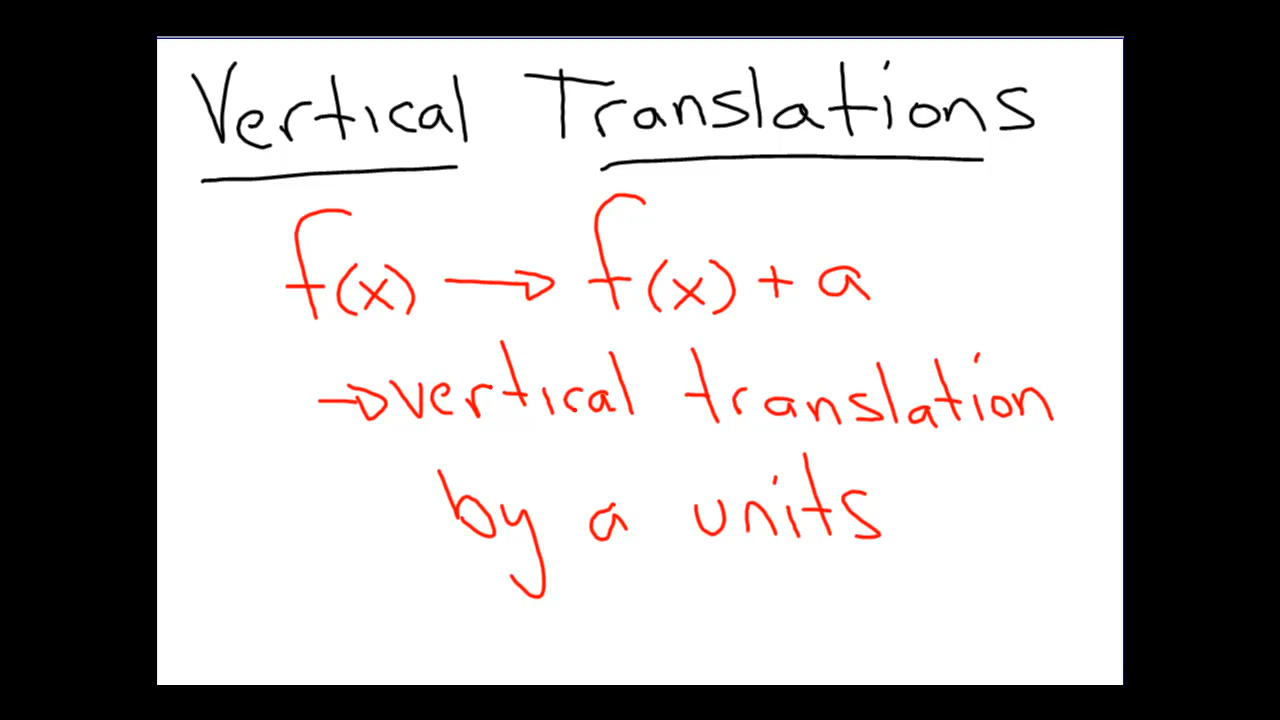 Vertical Translations
f(x) → f(x) + a
→ vertical translation
by a units